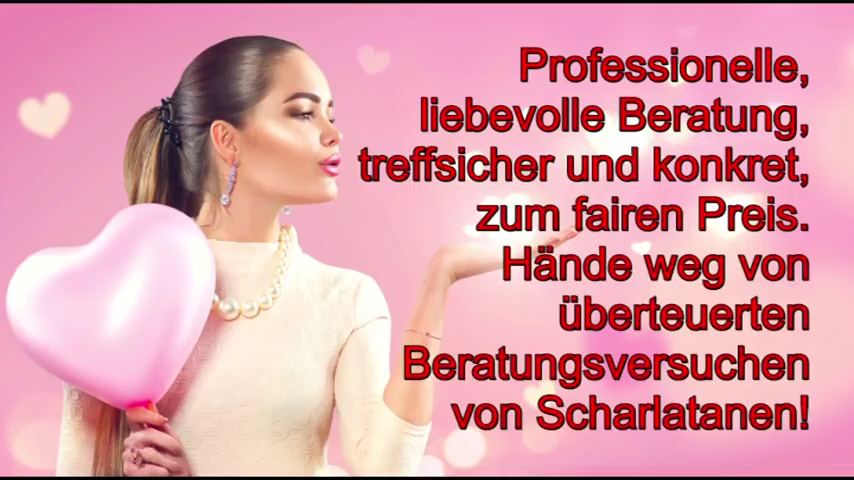 Professionelle,
liebevolle Beratung,
treffsicher und konkret,
zum fairen Preis.
Hände weg von
überteuerten
Beratungsversuchen
von Scharlatanen!